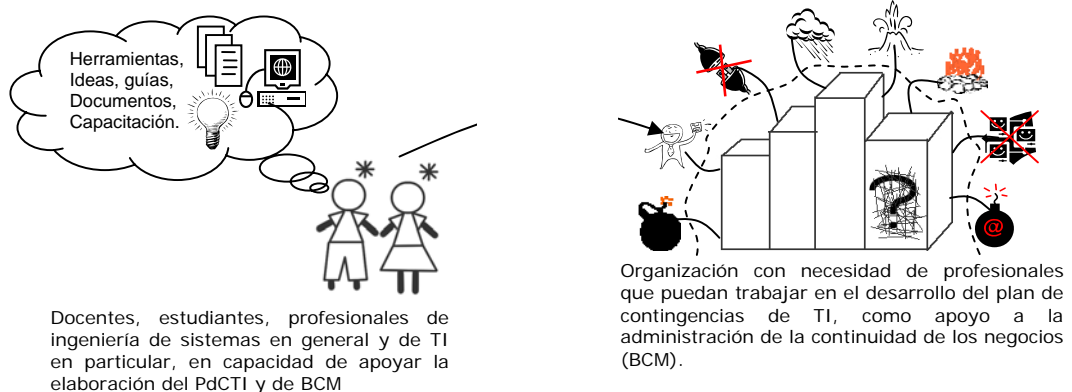 Herramientas,
Ideas, guías,
Documentos,
Capacitación.
?
@
Docentes, estudiantes, profesionales de
ingeniería de sistemas en general y de TI
en particular, en capacidad de apoyar la
elaboración del PdCTI y de BCM
Organización con necesidad de profesionales
que puedan trabajar en el desarrollo del plan de
contingencias de TI, como apoyo a la
administración de la continuidad de los negocios
(BCM).